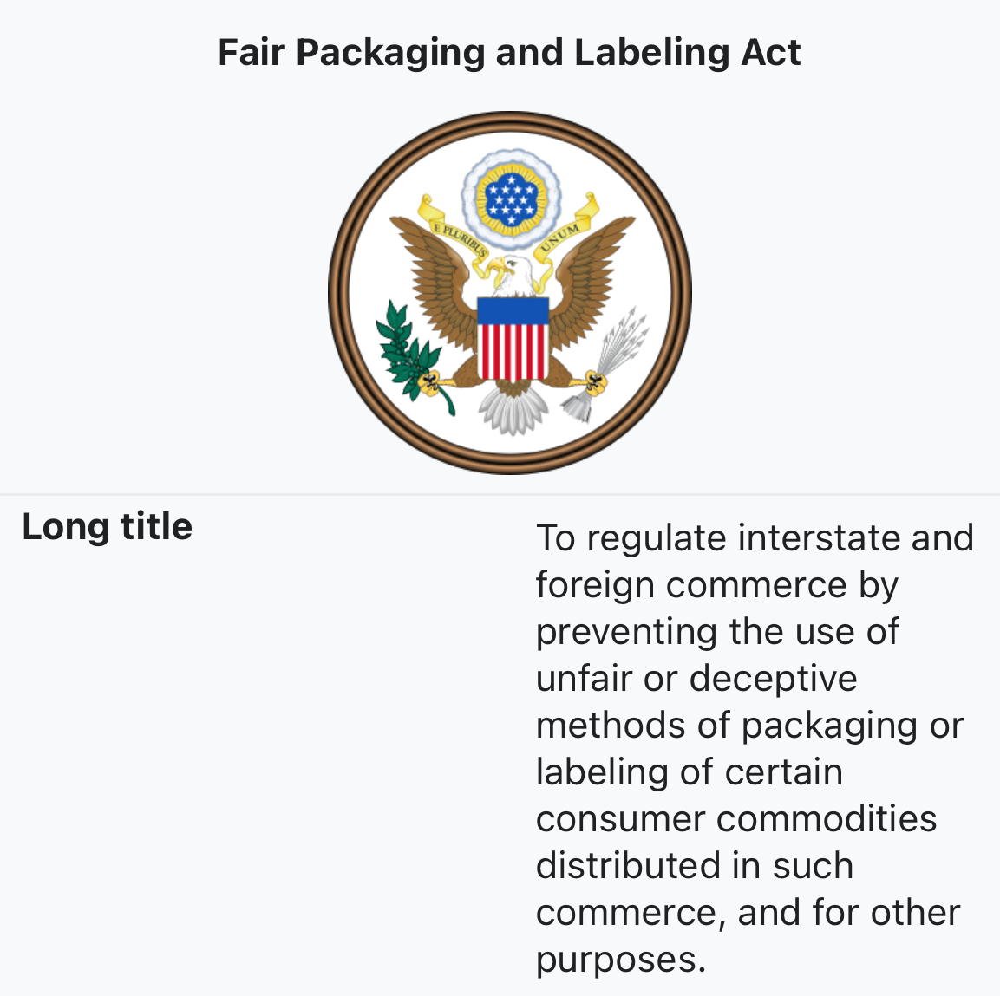 Fair Packaging and Labeling Act
E PLURIBUS UNUM
Long title
To regulate interstate and
foreign commerce by
preventing the use of
unfair or deceptive
methods of packaging or
labeling of certain
consumer commodities
distributed in such
commerce, and for other
purposes.